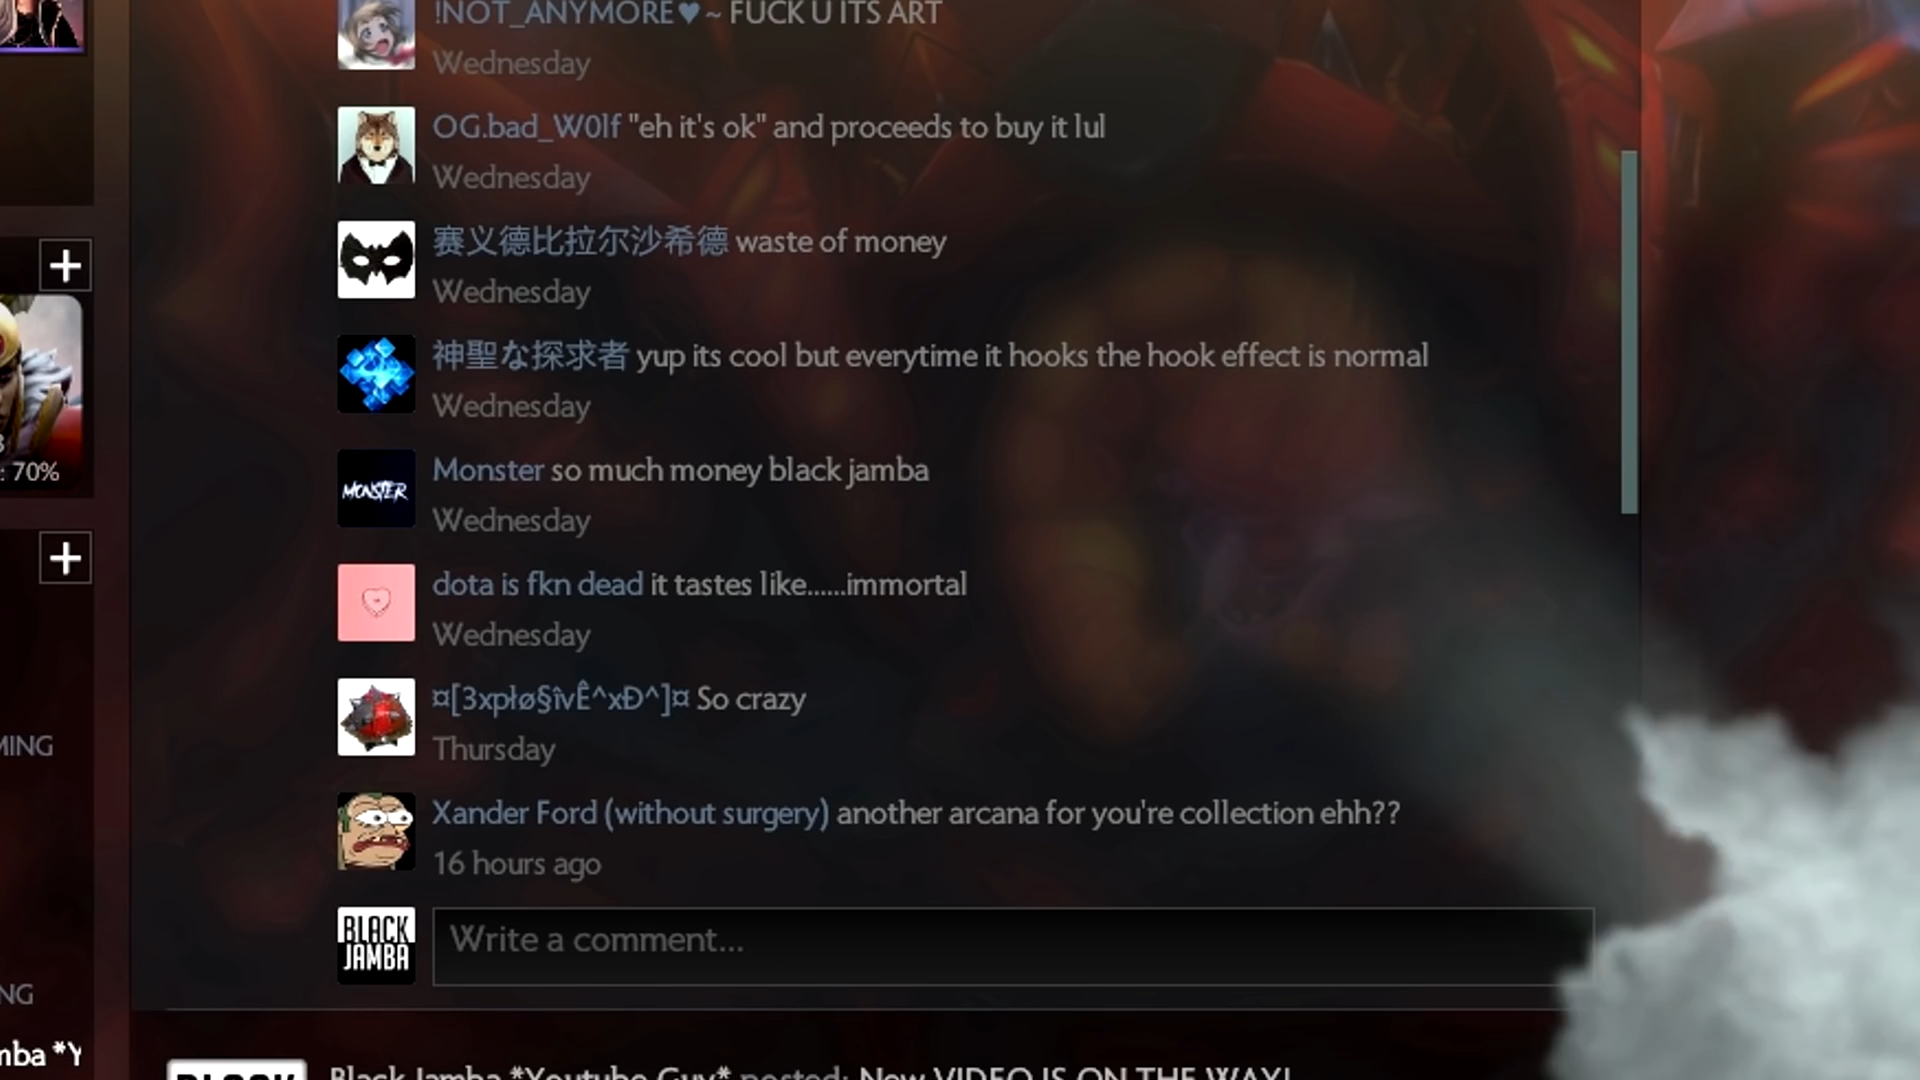 !NOT_ANYMORE♥~ FUCK U ITS ART
Wednesday
OG.bad_W0lf "eh it's ok" and proceeds to buy it lul
Wednesday
赛义德比拉尔沙希德 waste of money
Wednesday
神聖な探求者 yup its cool but everytime it hooks the hook effect is normal
Wednesday
: 70%
Monster so much money black jamba
MONSTER
Wednesday
dota is fkn dead it tastes like......immortal
Wednesday
¤[3xpłø§îvÊ^xÐ^]¤ So crazy
Thursday
MING
Xander Ford (without surgery) another arcana for you're collection ehh??
16 hours ago
BLACK
JAMBA
Write a comment...
NG
mba *Y
BLACK
Black Jamba *Youtube Guy* posted: New VIDEO IS ON THE WAY!